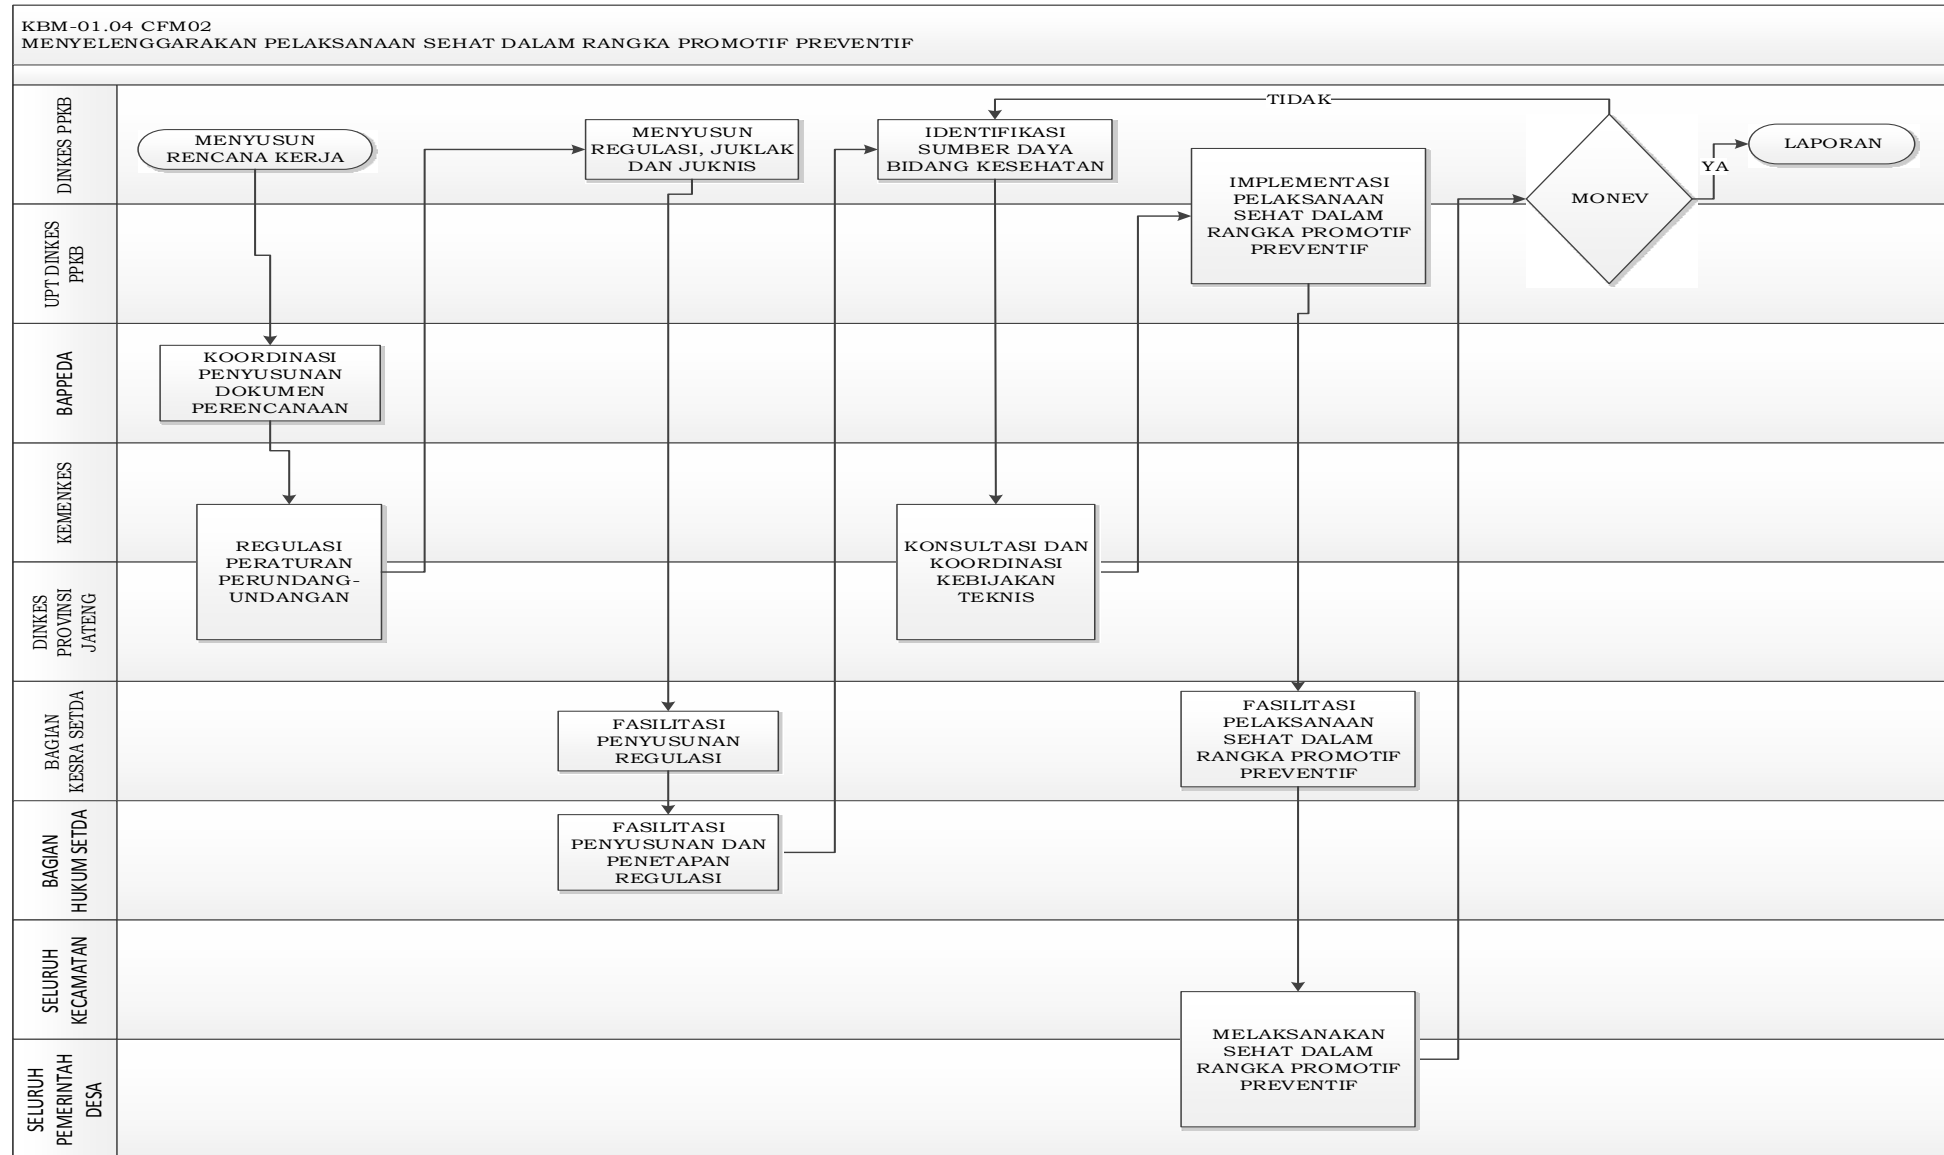 KBM-01.04 CFM02
MENYELENGGARAKAN PELAKSANAAN SEHAT DALAM RANGKA PROMOTIF PREVENTIF
DINKES PPKB
MENYUSUN
RENCANA KERJA
MENYUSUN
REGULASI, JUKLAK
DAN JUKNIS
IDENTIFIKASI
SUMBER DAYA
BIDANG KESEHATAN
TIDAK
IMPLEMENTASI
PELAKSANAAN
SEHAT DALAM
RANGKA PROMOTIF
PREVENTIF
MONEV
YA
LAPORAN
UPT DINKES
PPKB
BAPPEDA
KOORDINASI
PENYUSUNAN
DOKUMEN
PERENCANAAN
KEMENKES
REGULASI
PERATURAN
PERUNDANG-
UNDANGAN
KONSULTASI DAN
KOORDINASI
KEBIJAKAN
TEKNIS
DINKES
PROVINSI
JATENG
BAGIAN
KESRA SETDA
FASILITASI
PENYUSUNAN
REGULASI
FASILITASI
PELAKSANAAN
SEHAT DALAM
RANGKA PROMOTIF
PREVENTIF
BAGIAN
HUKUM SETDA
FASILITASI
PENYUSUNAN DAN
PENETAPAN
REGULASI
SELURUH
KECAMATAN
MELAKSANAKAN
SEHAT DALAM
RANGKA PROMOTIF
PREVENTIF
SELURUH
PEMERINTAH
DESA